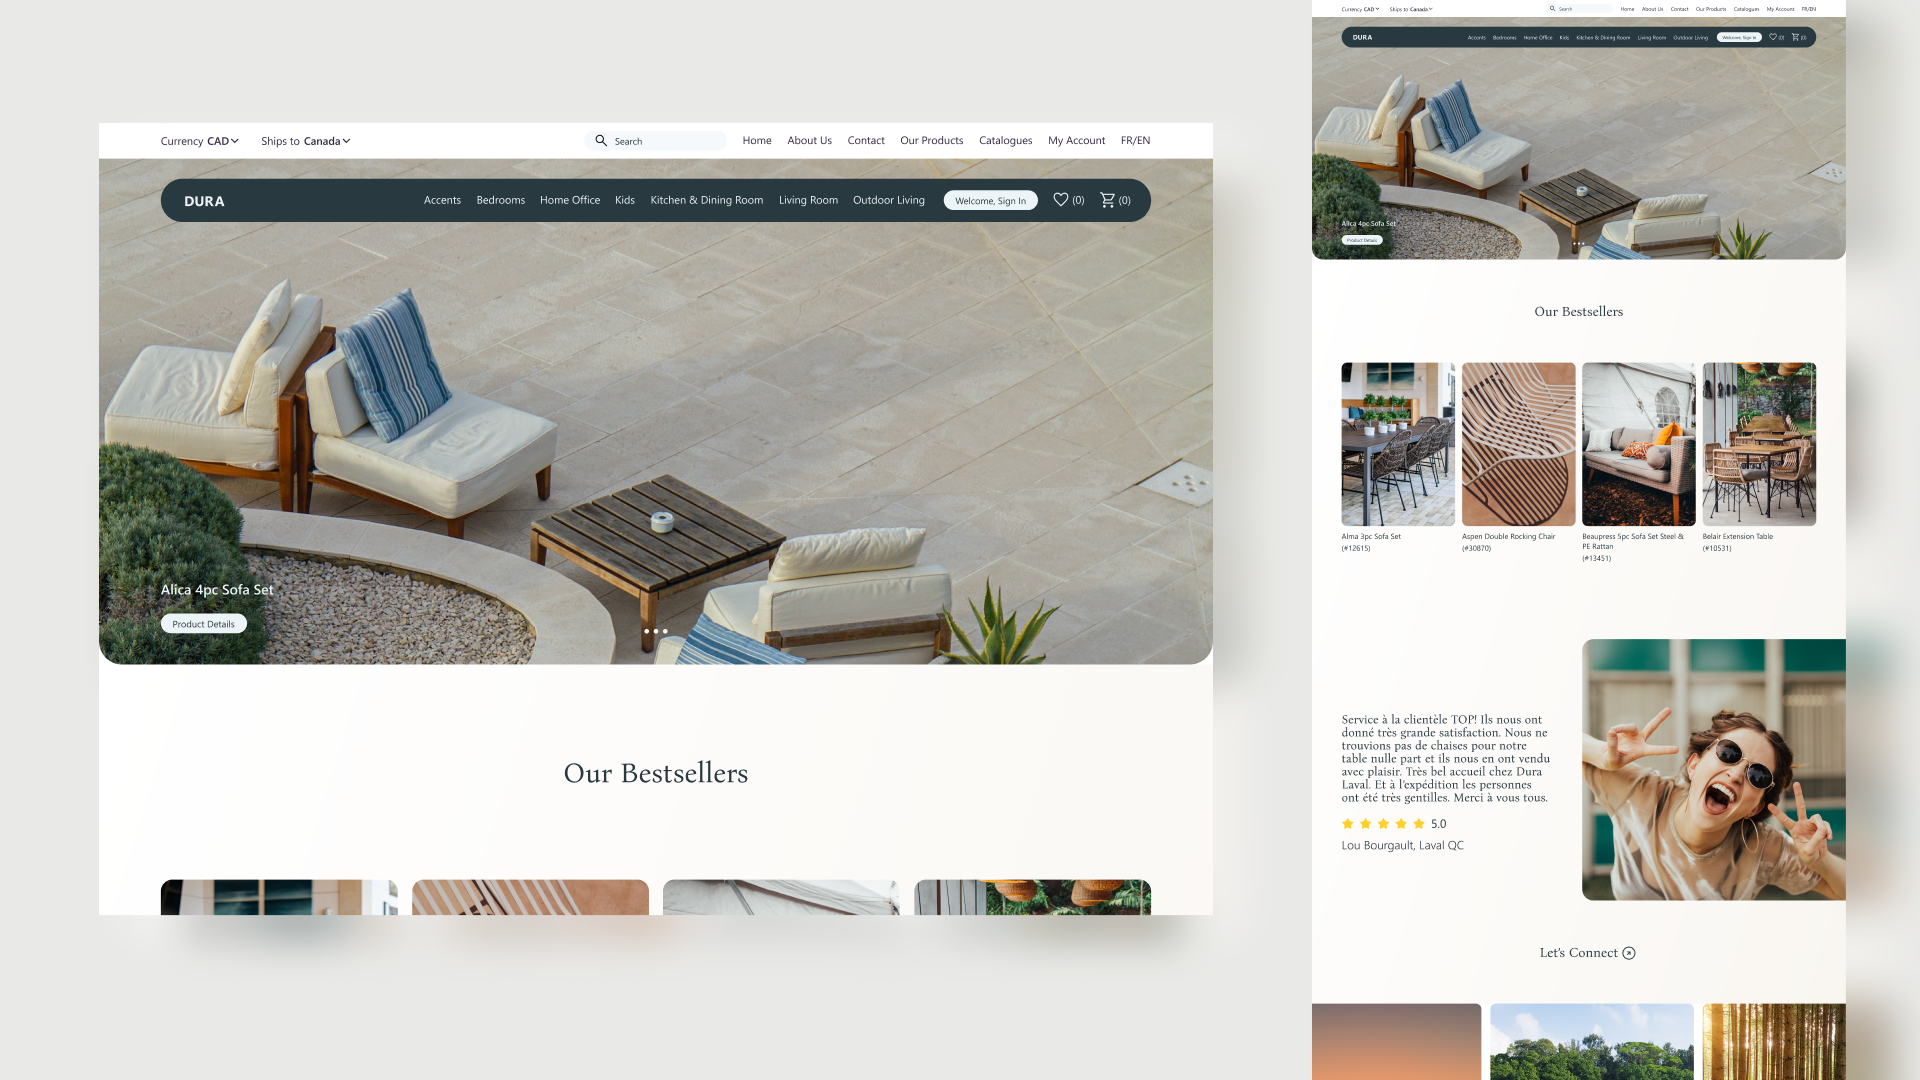 Currency CAD
Ships to Canada
Search
Home
About Us
Contact
Our Products
Catalogues
My Account
FR/EN
DURA
Accents
Bedrooms
Home Office
Kids
Kitchen & Dining Room
Living Room
Outdoor Living
Welcome, Sign In
(0)
(0)
Alica 4pc Sofa Set
Product Details
Our Bestsellers
Currency CAD
Ships to Canada
Search
Home
About Us
Contact
Our Products
Catalogues
My Account
FR/EN
DURA
Accents
Bedrooms
Home Office
Kids
Kitchen & Dining Room
Living Room
Outdoor Living
Welcome, Sign In
(0)
(0)
Alica 4pc Sofa Set
Product Details
Our Bestsellers
Alma 3pc Sofa Set
(#12615)
Aspen Double Rocking Chair
(#30870)
Beaupress 5pc Sofa Set Steel &
PE Rattan
(#13451)
Belair Extension Table
(#10531)
Service à la clientèle TOP! Ils nous ont
donné très grande satisfaction. Nous ne
trouvions pas de chaises pour notre
table nulle part et ils nous en ont vendu
avec plaisir. Très bel accueil chez Dura
Laval. Et à l'expédition les personnes
ont été très gentilles. Merci à vous tous.
5.0
Lou Bourgault, Laval QC
Let's Connect